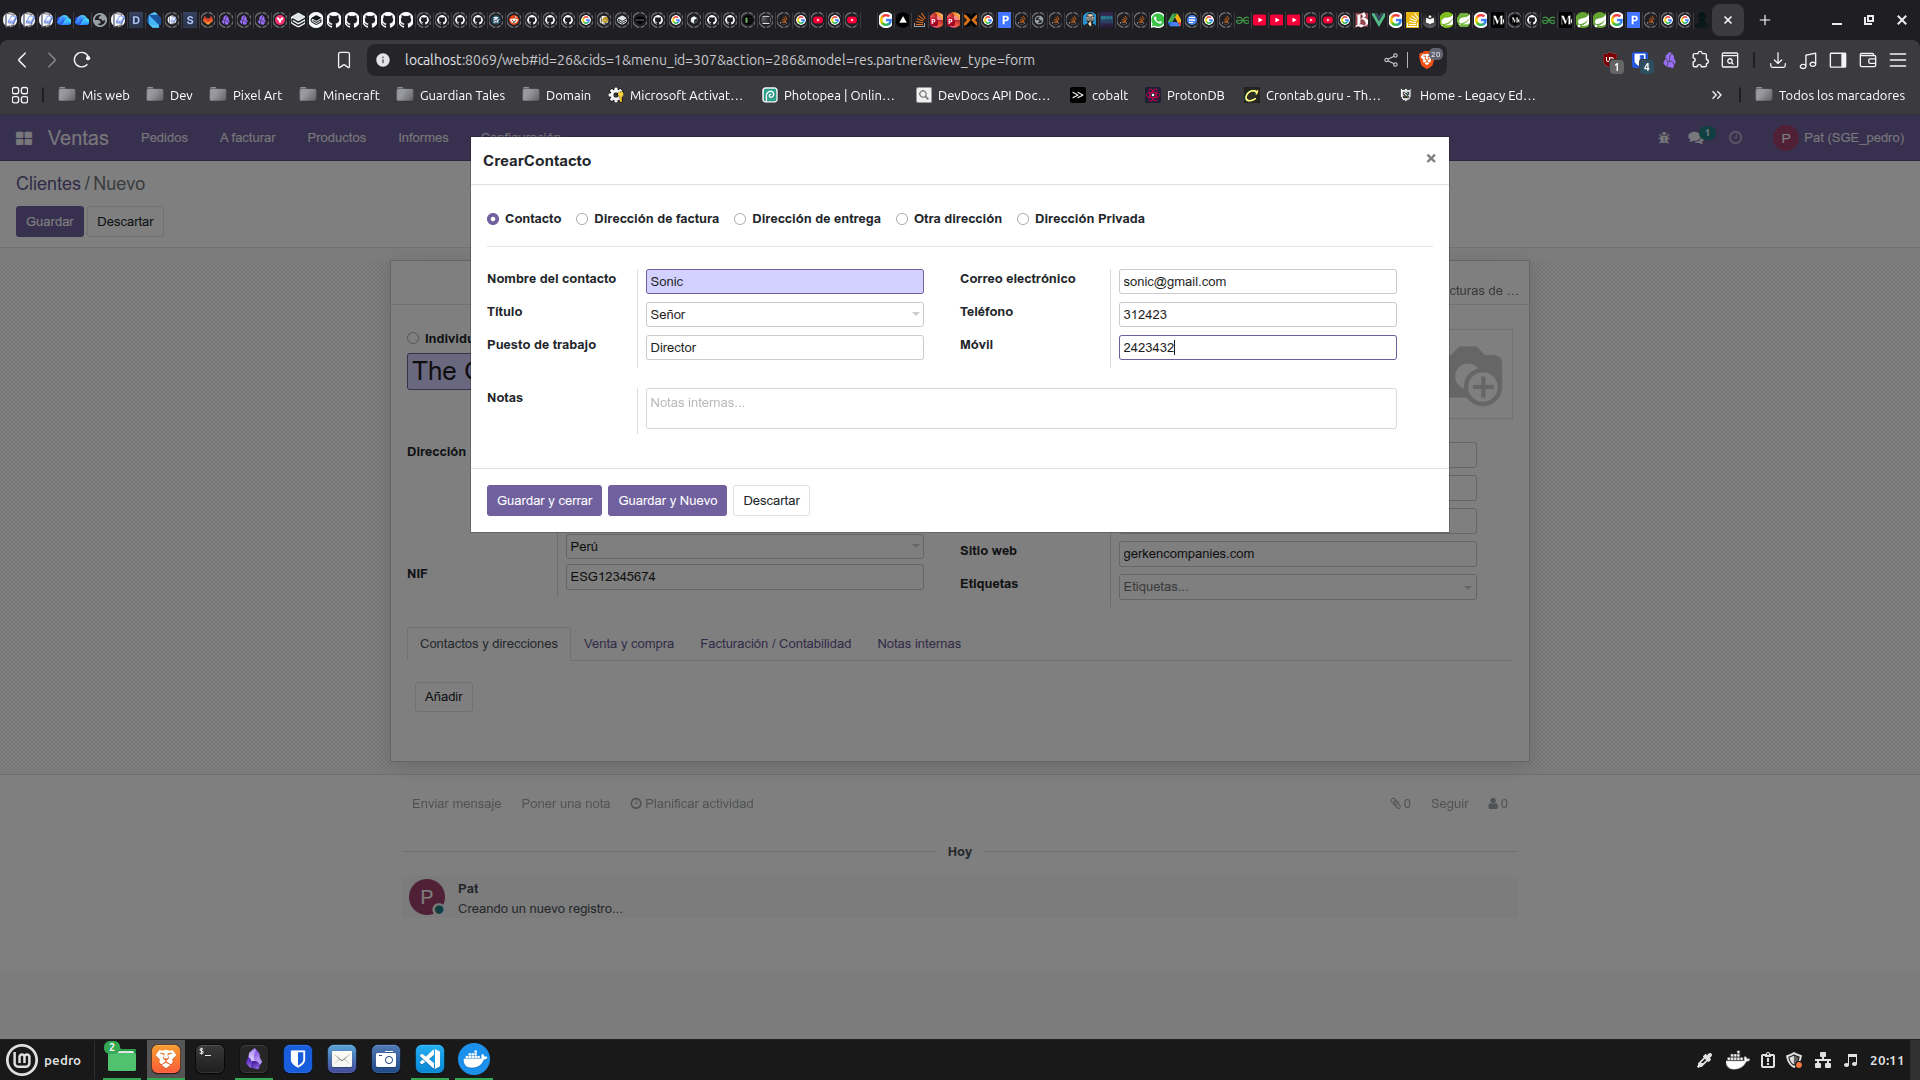 localhost:8069/web#id=26&cids=1&menu_id=307&action=286&model=res.partner&view_type=form
20
1
4
Mis web
Dev
Pixel Art
Minecraft
Guardian Tales
Domain
Microsoft Activat...
Photopea | Onlin...
DevDocs API Doc...
cobalt
ProtonDB
Crontab.guru - Th...
Home - Legacy Ed...
Todos los marcadores
Ventas
Pedidos
A facturar
Productos
Informes
Configuración
1
P
Pat (SGE_pedro)
Clientes / Nuevo
Guardar
Descartar
CrearContacto
Contacto
Dirección de factura
Dirección de entrega
Otra dirección
Dirección Privada
Nombre del contacto
Sonic
Correo electrónico
sonic@gmail.com
Título
Señor
Teléfono
312423
Puesto de trabajo
Director
Móvil
2423432
Notas
Notas internas...
Guardar y cerrar
Guardar y Nuevo
Descartar
cturas de ...
Individu
The
Dirección
Perú
NIF
ESG12345674
Sitio web
gerkencompanies.com
Etiquetas
Etiquetas...
Contactos y direcciones
Venta y compra
Facturación / Contabilidad
Notas internas
Añadir
Enviar mensaje
Poner una nota
Planificar actividad
0
Seguir
0
Hoy
P
Pat
Creando un nuevo registro...
pedro
2
20:11